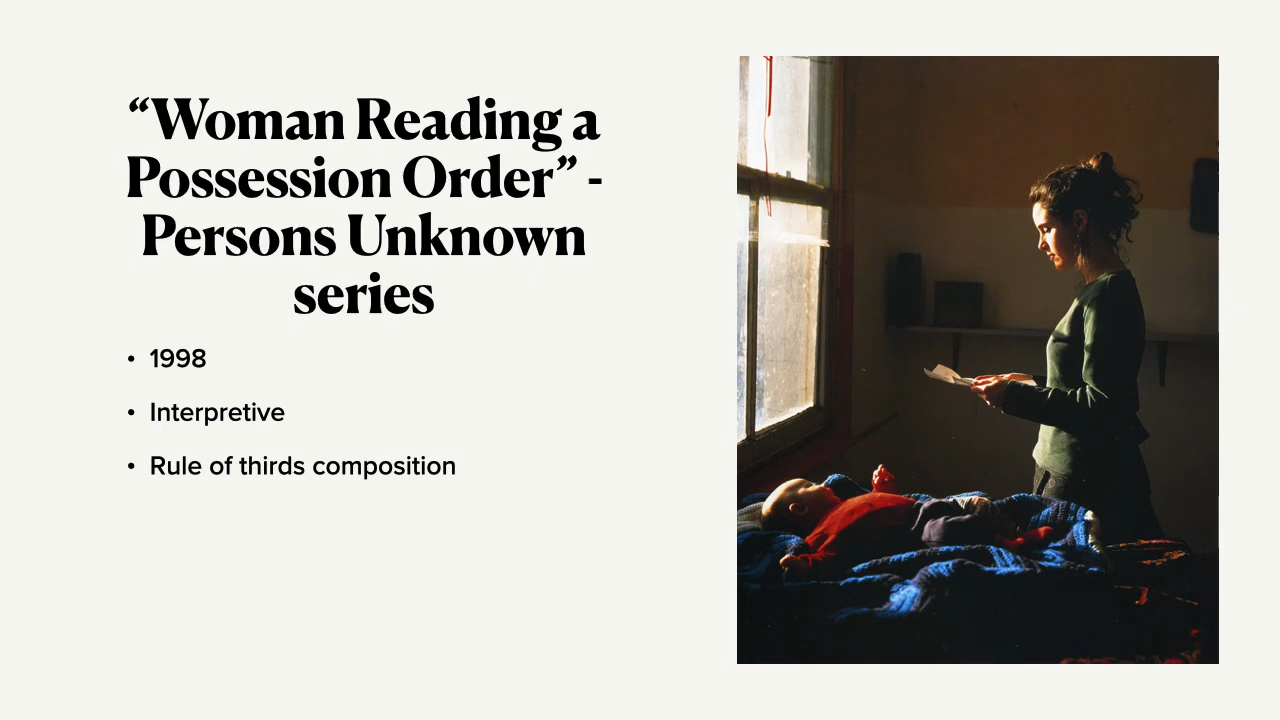 “Woman Reading a
Possession Order” -
Persons Unknown
series
• 1998
• Interpretive
• Rule of thirds composition